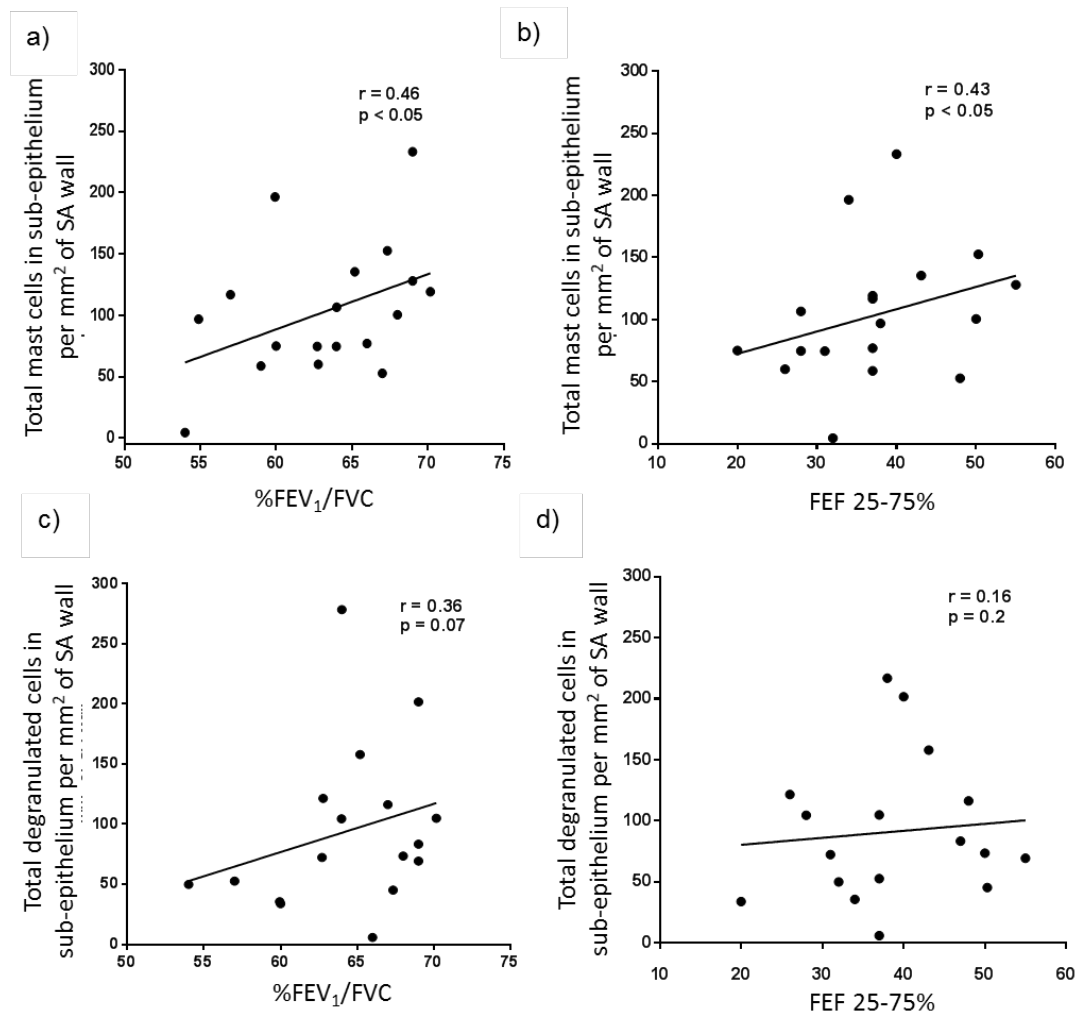 a)
Total mast cells in sub-epithelium
per mm² of SA wall
300
250
200
150
100
50
0
r = 0.46
p < 0.05
50 55 60 65 70 75
%FEV₁/FVC
b)
Total mast cells in sub-epithelium
per mm² of SA wall
300
250
200
150
100
50
0
r = 0.43
p < 0.05
10 20 30 40 50 60
FEF 25-75%
c)
Total degranulated cells in
sub-epithelium per mm² of SA wall
300
250
200
150
100
50
0
r = 0.36
p = 0.07
50 55 60 65 70 75
%FEV₁/FVC
d)
Total degranulated cells in
sub-epithelium per mm² of SA wall
300
250
200
150
100
50
0
r = 0.16
p = 0.2
10 20 30 40 50 60
FEF 25-75%